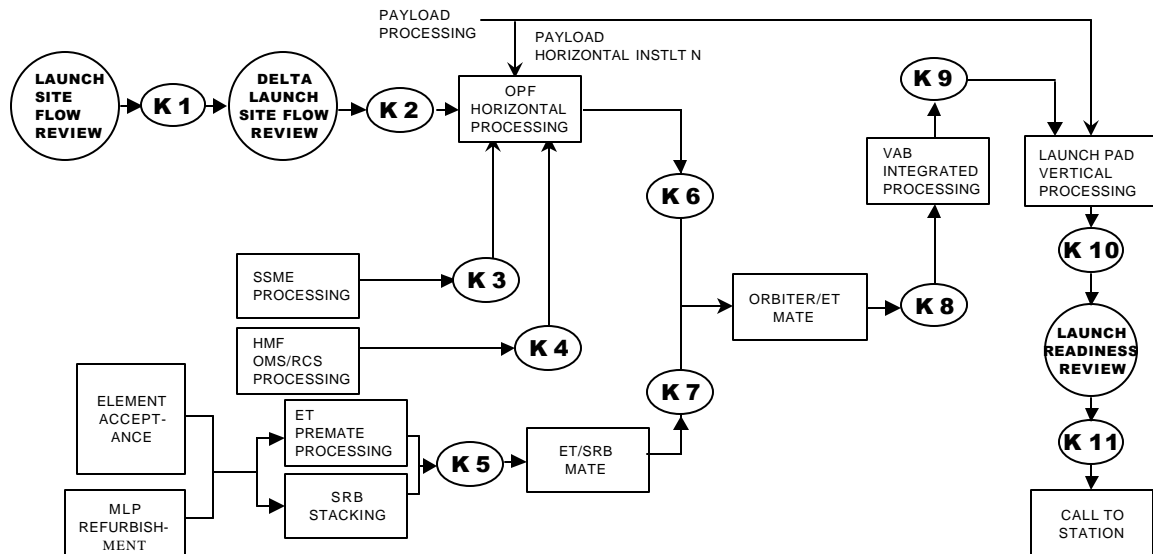 PAYLOAD
PROCESSING
PAYLOAD
HORIZONTAL INSTLT N
LAUNCH
SITE
FLOW
REVIEW
K 1
DELTA
LAUNCH
SITE FLOW
REVIEW
K 2
OPF
HORIZONTAL
PROCESSING
K 9
VAB
INTEGRATED
PROCESSING
LAUNCH PAD
VERTICAL
PROCESSING
K 6
K 10
SSME
PROCESSING
K 3
ORBITER/ET
MATE
K 8
HMF
OMS/RCS
PROCESSING
K 4
LAUNCH
READINESS
REVIEW
K 7
ELEMENT
ACCEPT-
ANCE
ET
PREMATE
PROCESSING
K 5
ET/SRB
MATE
K 11
MLP
REFURBISH-
MENT
SRB
STACKING
CALL TO
STATION